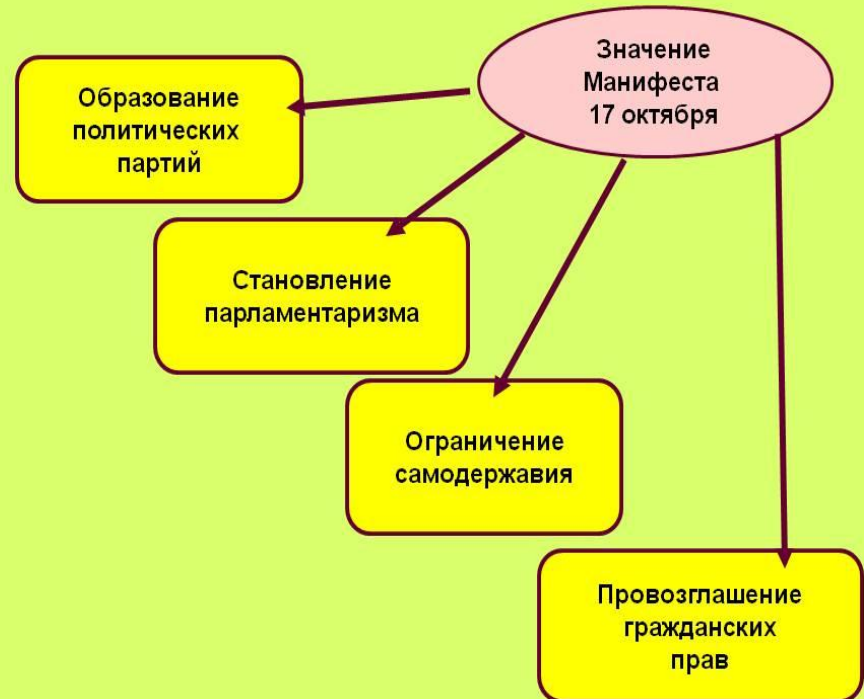 Значение
Манифеста
17 октября
Образование
политических
партий
Становление
парламентаризма
Ограничение
самодержавия
Провозглашение
гражданских
прав